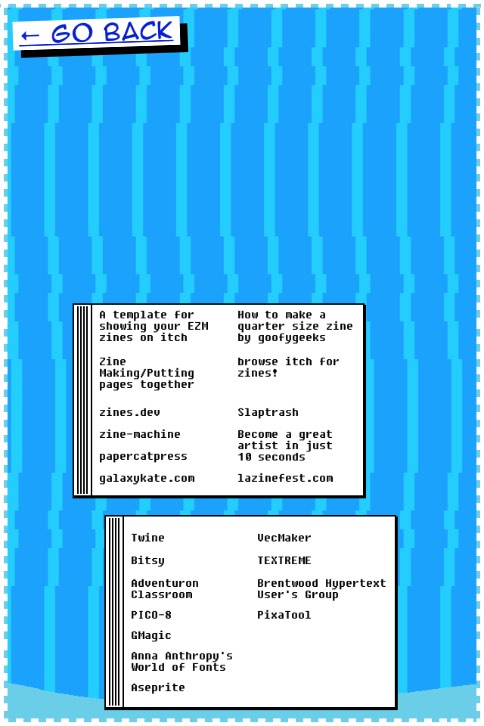 ← GO BACK
A template for
showing your EZM
zines on itch
How to make a
quarter size zine
by goofygeeks
Zine
Making/Putting
pages together
browse itch for
zines!
zines.dev
Slaptrash
zine-machine
Become a great
artist in just
10 seconds
papercatpress
galaxykate.com
lazinefest.com
Twine
VecMaker
Bitsy
TEXTREME
Adventuron
Classroom
Brentwood Hypertext
User's Group
PICO-8
PixaTool
GMagic
Anna Anthropy's
World of Fonts
Aseprite